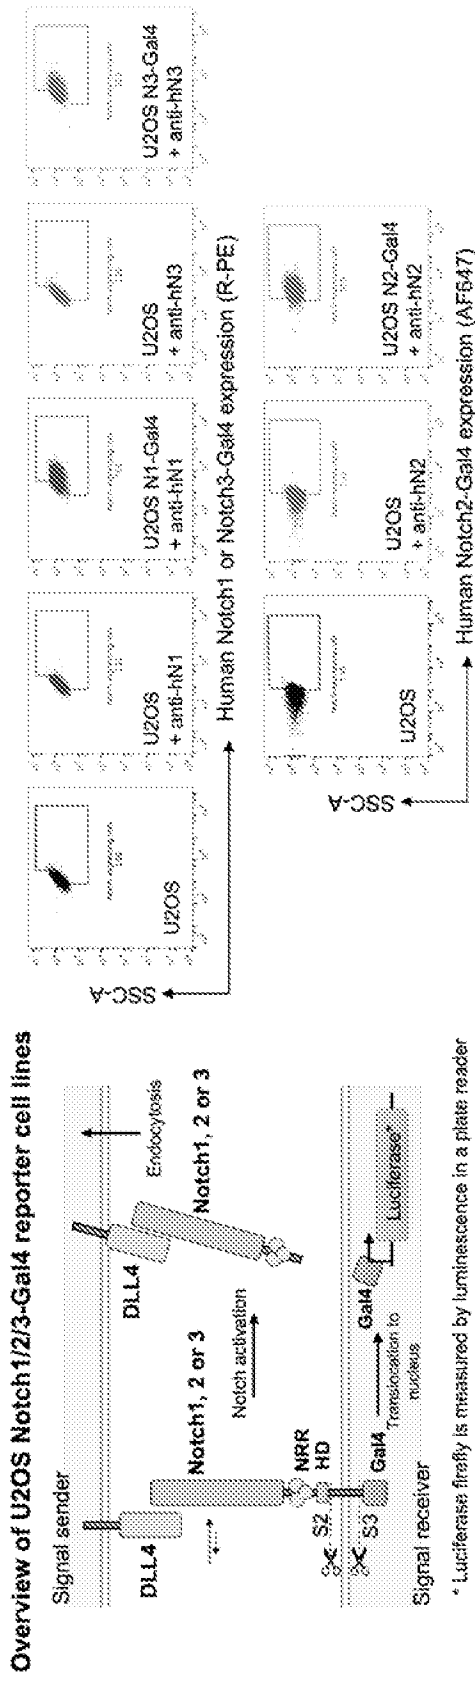 Overview of U2OS Notch1/2/3-Gal4 reporter cell lines
Signal sender
DLL4
Notch1, 2 or 3
NRR
HD
S2
S3
Gal4
Signal receiver
Notch activation
Translocation to
nucleus
DLL4
Endocytosis
Notch1, 2 or 3
Gal4
Luciferase*
* Luciferase firefly is measured by luminescence in a plate reader
SSC-A
U2OS
U2OS
+ anti-hN1
U2OS N1-Gal4
+ anti-hN1
U2OS
+ anti-hN3
U2OS N3-Gal4
+ anti-hN3
Human Notch1 or Notch3-Gal4 expression (R-PE)
SSC-A
U2OS
U2OS
+ anti-hN2
U2OS N2-Gal4
+ anti-hN2
Human Notch2-Gal4 expression (AF647)